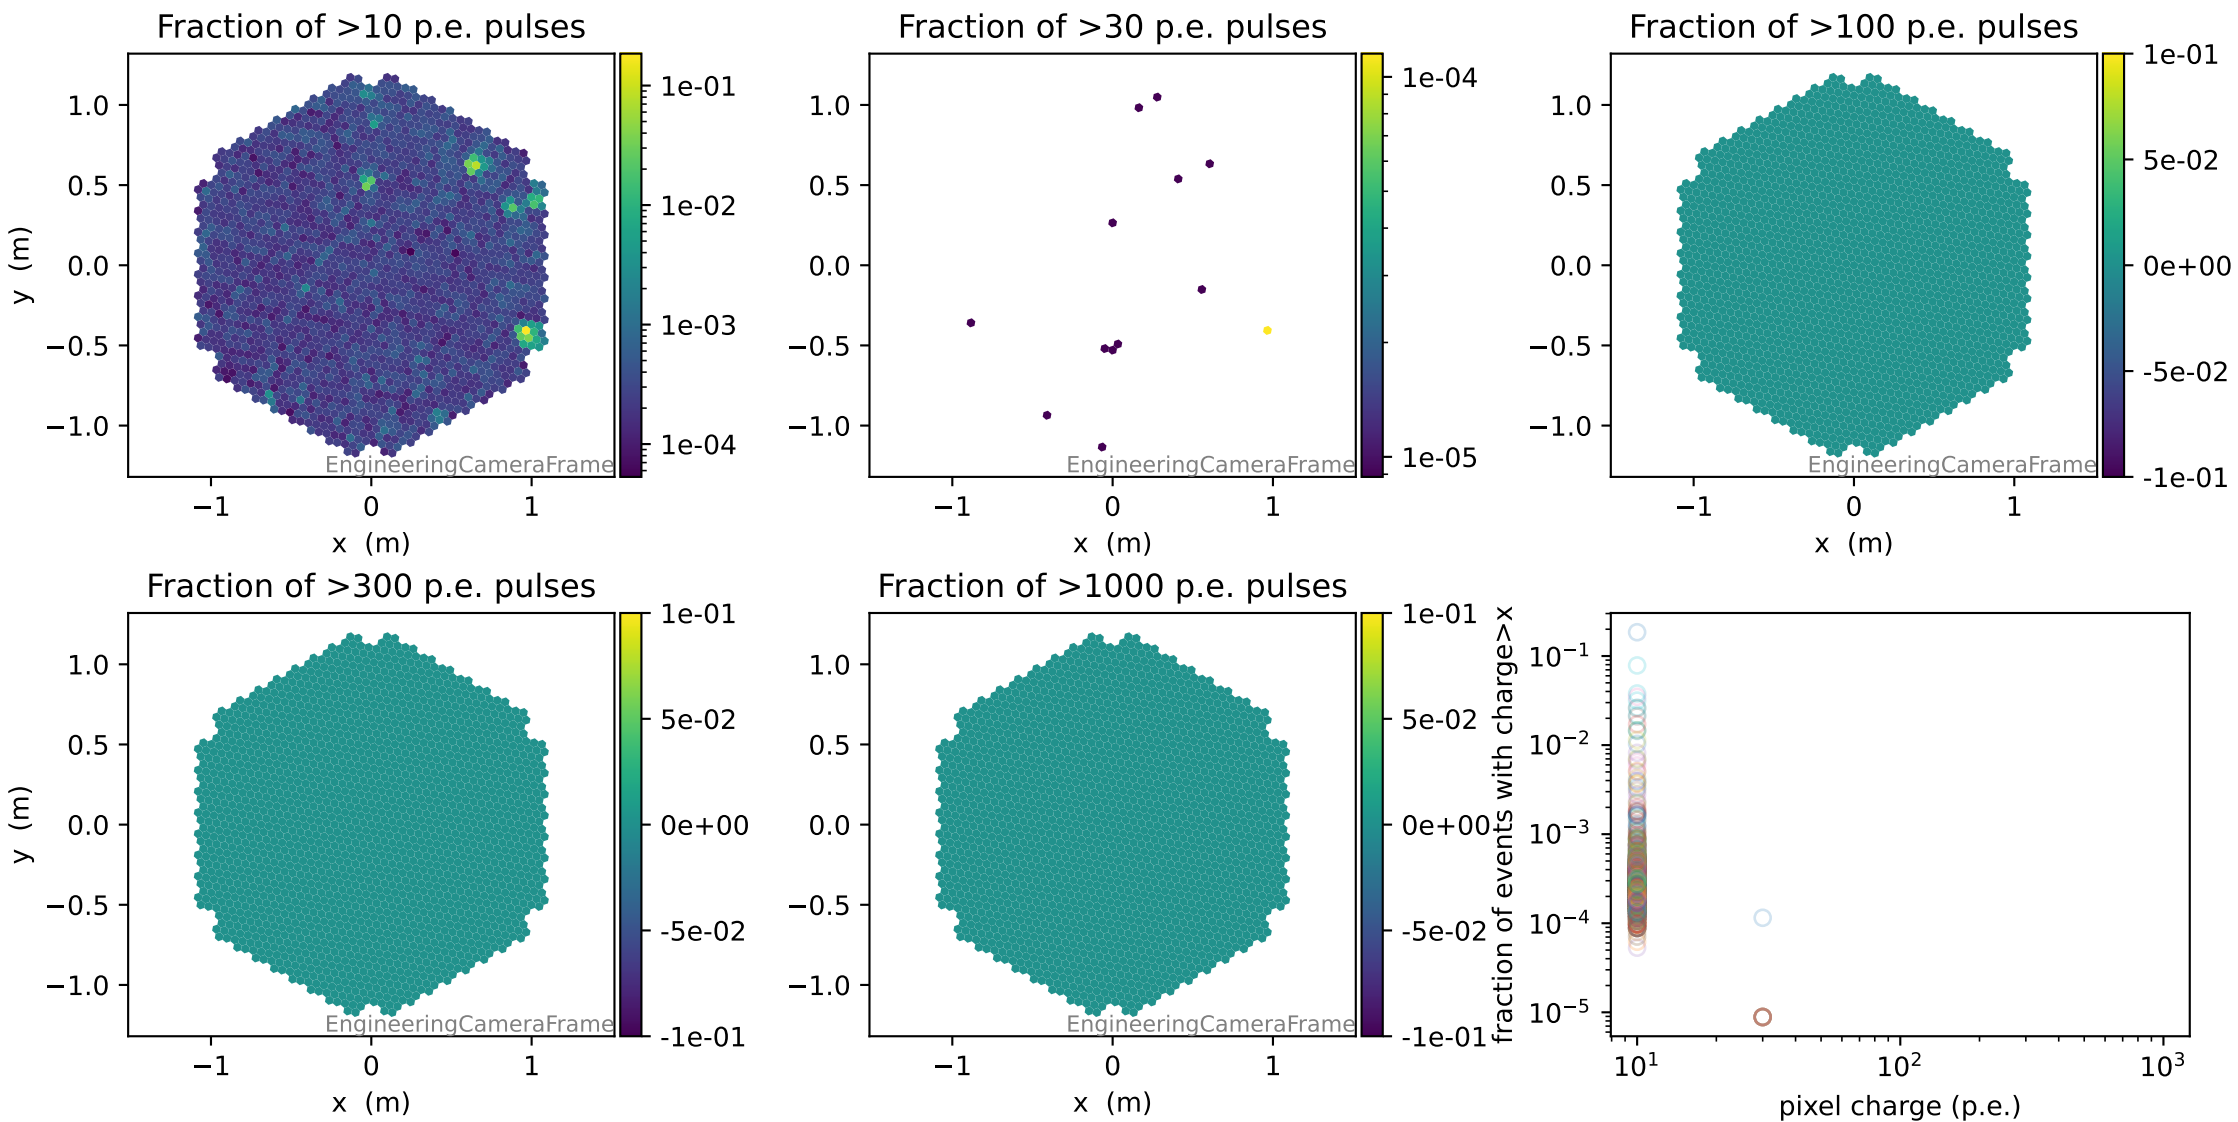 Fraction of >10 p.e. pulses
1.0
0.5
0.0
−0.5
−1.0
y (m)
−1
0
1
x (m)
EngineeringCameraFrame
1e-01
1e-02
1e-03
1e-04
Fraction of >30 p.e. pulses
1.0
0.5
0.0
−0.5
−1.0
−1
0
1
x (m)
EngineeringCameraFrame
1e-04
1e-05
Fraction of >100 p.e. pulses
1.0
0.5
0.0
−0.5
−1.0
−1
0
1
x (m)
EngineeringCameraFrame
1e-01
5e-02
0e+00
-5e-02
-1e-01
Fraction of >300 p.e. pulses
1.0
0.5
0.0
−0.5
−1.0
y (m)
−1
0
1
x (m)
EngineeringCameraFrame
1e-01
5e-02
0e+00
-5e-02
-1e-01
Fraction of >1000 p.e. pulses
1.0
0.5
0.0
−0.5
−1.0
−1
0
1
x (m)
EngineeringCameraFrame
1e-01
5e-02
0e+00
-5e-02
-1e-01
fraction of events with charge>x
10⁻¹
10⁻²
10⁻³
10⁻⁴
10⁻⁵
10¹
10²
10³
pixel charge (p.e.)